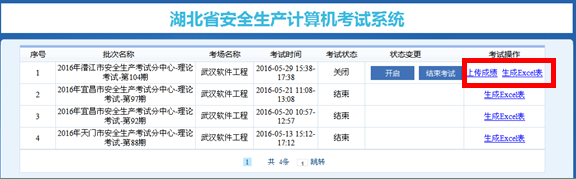 湖北省安全生产计算机考试系统
序号 批次名称 考场名称 考试时间 考试状态 状态变更 考试操作
1 2016年潜江市安全生产考试分中心-理论考试-第104期 武汉软件工程 2016-05-29 15:38-17:38 关闭 开启 结束考试 上传成绩 生成Excel表
2 2016年宜昌市安全生产考试分中心-理论考试-第97期 武汉软件工程 2016-05-21 11:08-13:08 结束 生成Excel表
3 2016年宜昌市安全生产考试分中心-理论考试-第92期 武汉软件工程 2016-05-20 10:57-12:57 结束 生成Excel表
4 2016年天门市安全生产考试分中心-理论考试-第88期 武汉软件工程 2016-05-13 15:12-17:12 结束 生成Excel表
1 共 4条 1 跳转